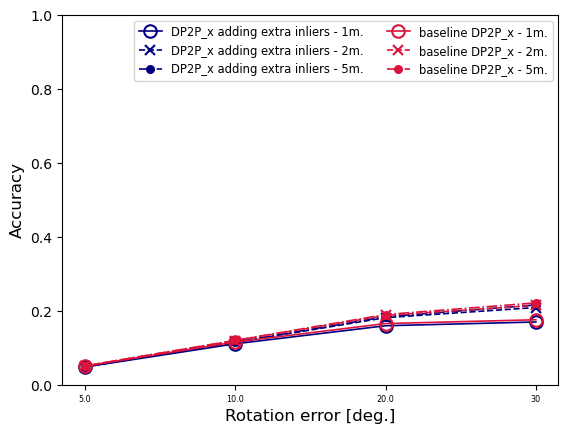 1.0
0.8
0.6
0.4
0.2
0.0
Accuracy
DP2P_x adding extra inliers - 1m.
DP2P_x adding extra inliers - 2m.
DP2P_x adding extra inliers - 5m.
baseline DP2P_x - 1m.
baseline DP2P_x - 2m.
baseline DP2P_x - 5m.
5.0 10.0 20.0 30
Rotation error [deg.]